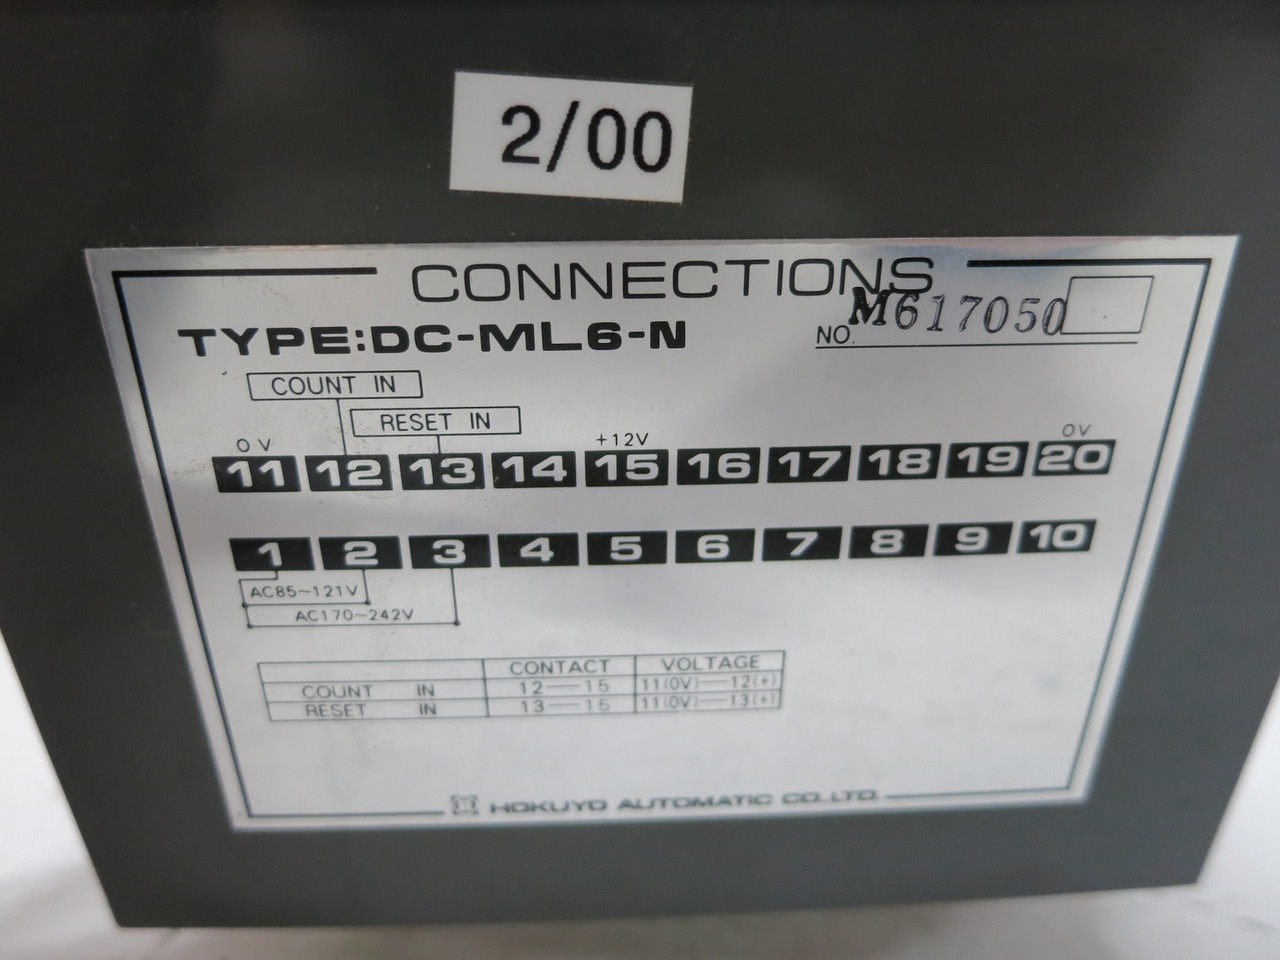 2/00
CONNECTIONS
TYPE:DC-ML6-N
NO. M617050
COUNT IN
RESET IN
0V +12V 0V
11 12 13 14 15 16 17 18 19 20
1 2 3 4 5 6 7 8 9 10
AC85~121V
AC170~242V
CONTACT VOLTAGE
COUNT IN 12—15 11(0V)—12(+)
RESET IN 13—15 11(0V)—13(+)
HOKUYO AUTOMATIC CO.,LTD.